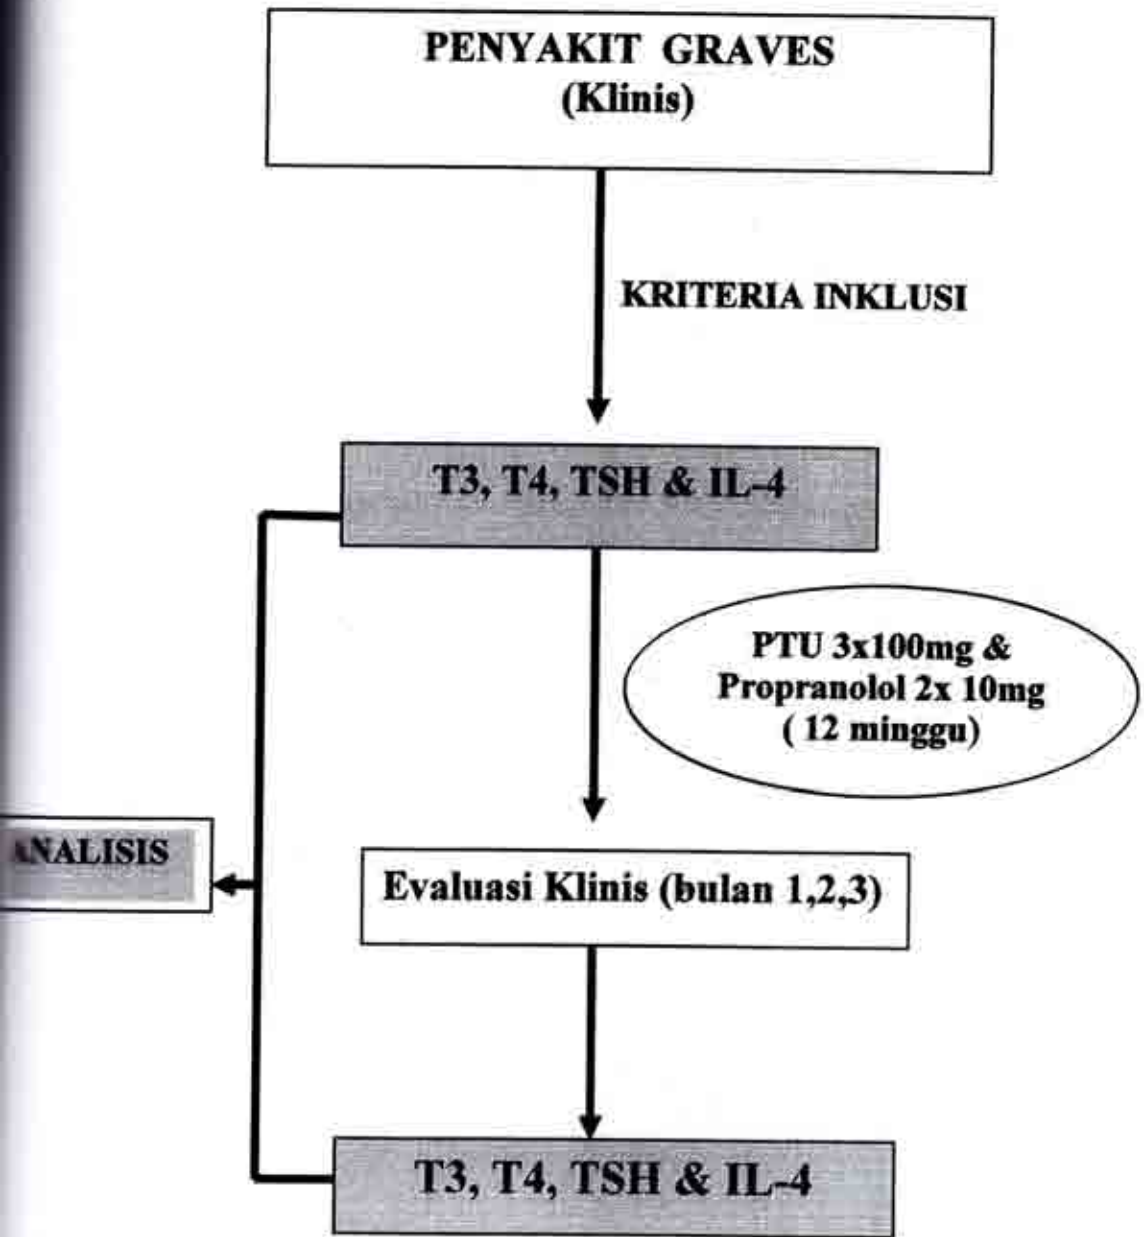 PENYAKIT GRAVES
(Klinis)
KRITERIA INKLUSI
T3, T4, TSH & IL-4
PTU 3x100mg &
Propranolol 2x 10mg
( 12 minggu)
ANALISIS
Evaluasi Klinis (bulan 1,2,3)
T3, T4, TSH & IL-4